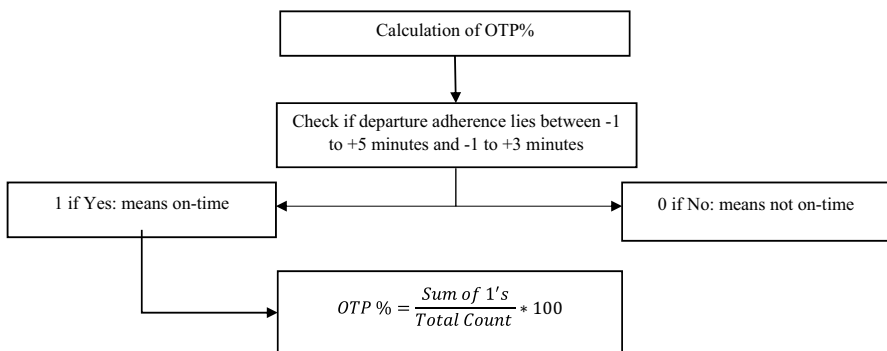 Calculation of OTP%
Check if departure adherence lies between -1
to +5 minutes and -1 to +3 minutes
1 if Yes: means on-time
0 if No: means not on-time
OTP % = Sum of 1's / Total Count * 100